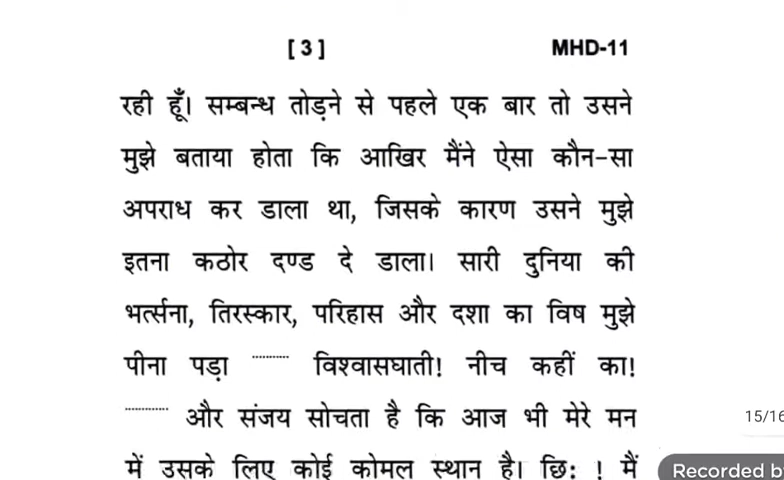 [ 3 ] MHD-11
रही हूँ। सम्बन्ध तोड़ने से पहले एक बार तो उसने
मुझे बताया होता कि आखिर मैंने ऐसा कौन-सा
अपराध कर डाला था, जिसके कारण उसने मुझे
इतना कठोर दण्ड दे डाला। सारी दुनिया की
भर्त्सना, तिरस्कार, परिहास और दशा का विष मुझे
पीना पड़ा ............ विश्वासघाती! नीच कहीं का!
............ और संजय सोचता है कि आज भी मेरे मन
15/16
में उसके लिए कोई कोमल स्थान है। छिः ! मैं
Recorded b